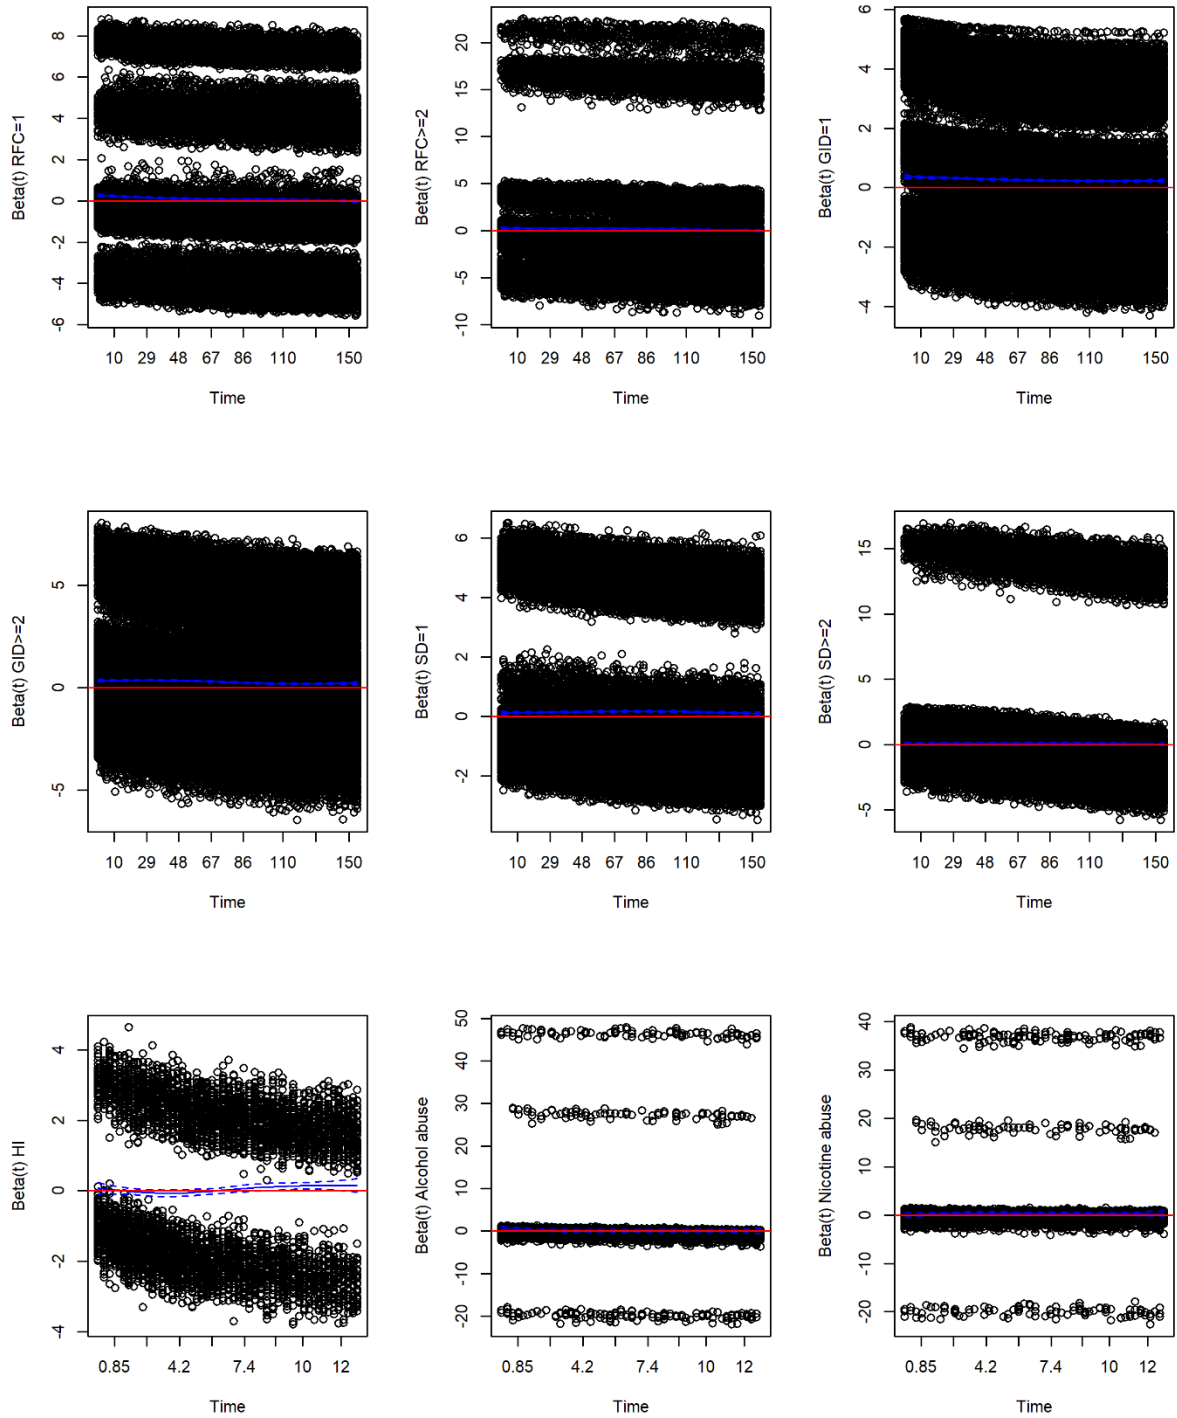 Beta(t) RFC=1
8
6
4
2
0
-2
-4
-6
10 29 48 67 86 110 150
Time
Beta(t) RFC>=2
20
15
10
5
0
-5
-10
10 29 48 67 86 110 150
Time
Beta(t) GID=1
6
4
2
0
-2
-4
10 29 48 67 86 110 150
Time
Beta(t) GID>=2
5
0
-5
10 29 48 67 86 110 150
Time
Beta(t) SD=1
6
4
2
0
-2
10 29 48 67 86 110 150
Time
Beta(t) SD>=2
15
10
5
0
-5
10 29 48 67 86 110 150
Time
Beta(t) HI
4
2
0
-2
-4
0.85 4.2 7.4 10 12
Time
Beta(t) Alcohol abuse
50
40
30
20
10
0
-10
-20
0.85 4.2 7.4 10 12
Time
Beta(t) Nicotine abuse
40
30
20
10
0
-10
-20
0.85 4.2 7.4 10 12
Time